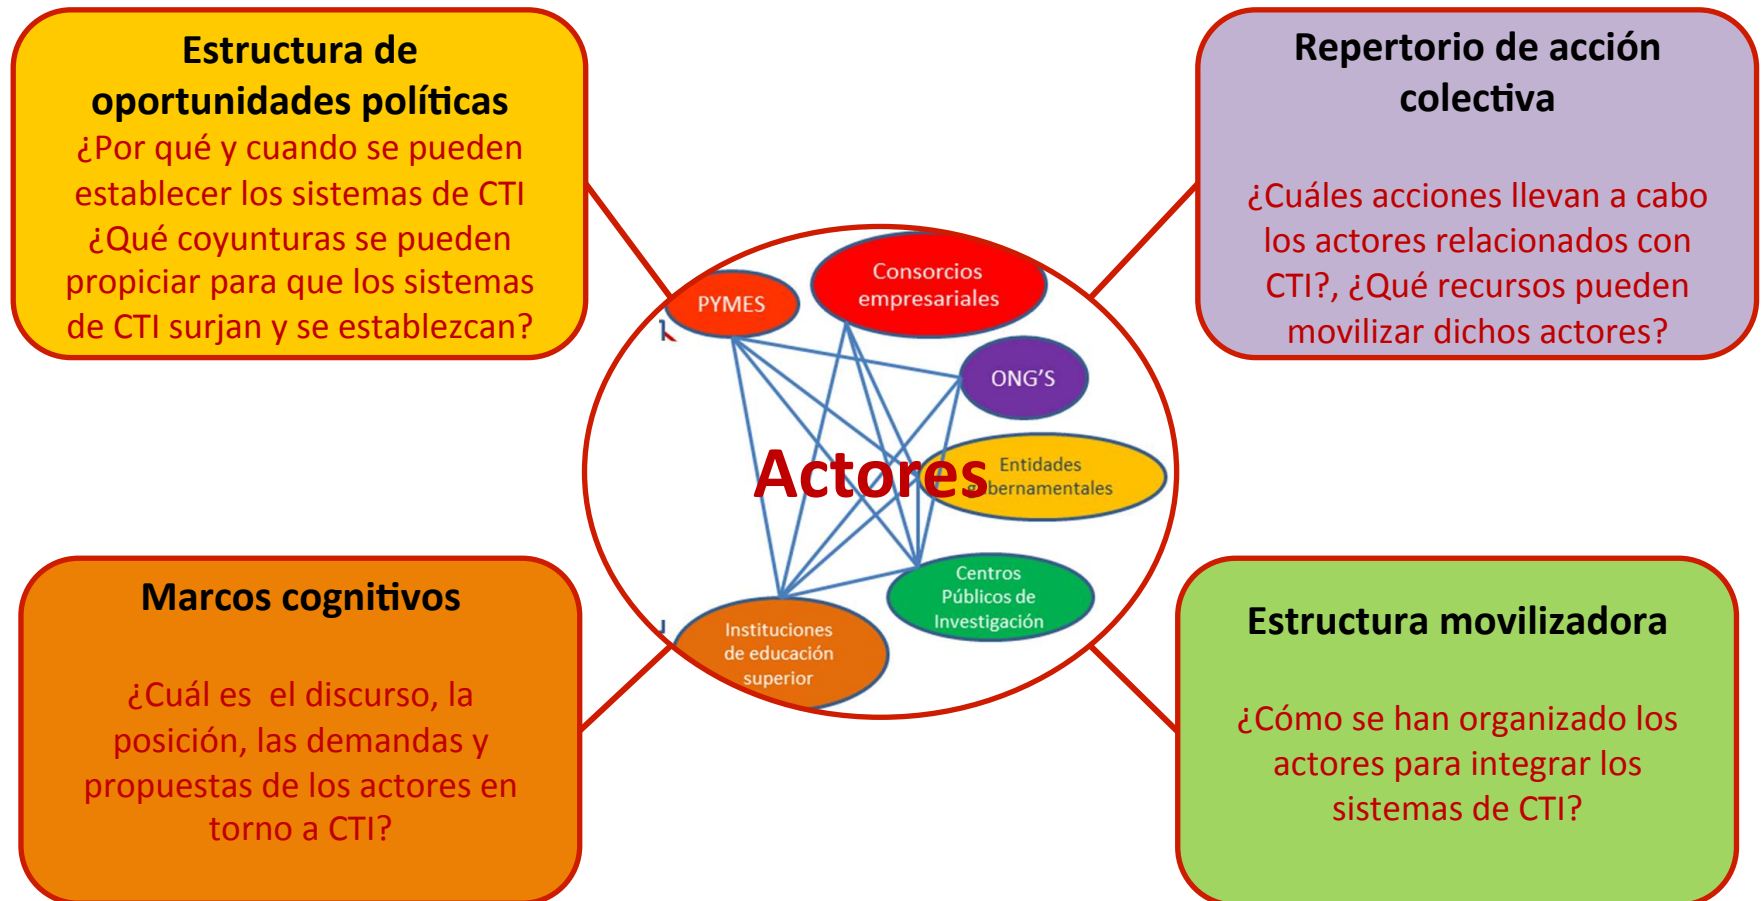 Estructura de
oportunidades políticas
¿Por qué y cuando se pueden
establecer los sistemas de CTI
¿Qué coyunturas se pueden
propiciar para que los sistemas
de CTI surjan y se establezcan?
Repertorio de acción
colectiva
¿Cuáles acciones llevan a cabo
los actores relacionados con
CTI?, ¿Qué recursos pueden
movilizar dichos actores?
Consorcios
empresariales
PYMES
ONG'S
Actores
Entidades
gubernamentales
Centros
Públicos de
Investigación
Instituciones
de educación
superior
Marcos cognitivos
¿Cuál es el discurso, la
posición, las demandas y
propuestas de los actores en
torno a CTI?
Estructura movilizadora
¿Cómo se han organizado los
actores para integrar los
sistemas de CTI?